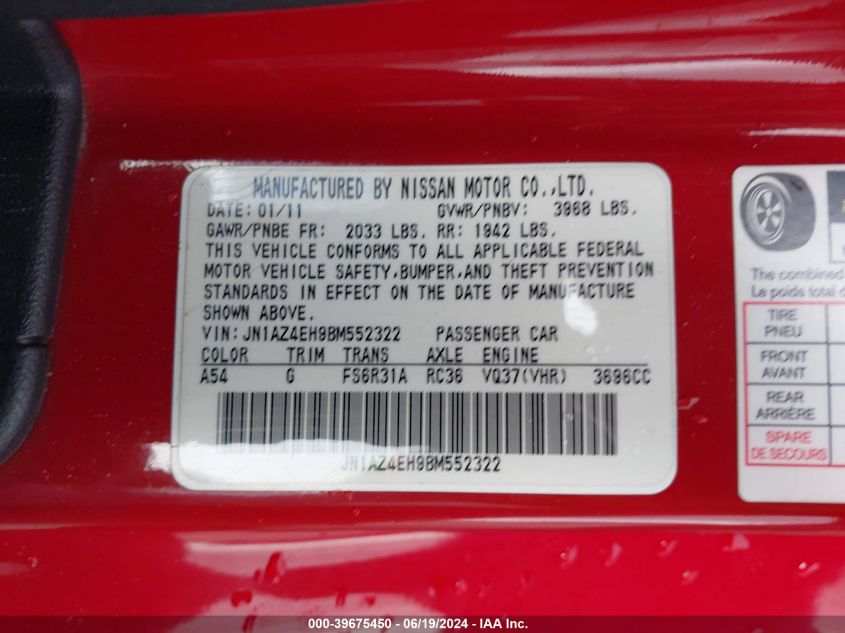 MANUFACTURED BY NISSAN MOTOR CO.,LTD.
DATE: 01/11 GVWR/PNBV: 3968 LBS.
GAWR/PNBE FR: 2033 LBS. RR: 1942 LBS.
THIS VEHICLE CONFORMS TO ALL APPLICABLE FEDERAL
MOTOR VEHICLE SAFETY,BUMPER,AND THEFT PREVENTION
STANDARDS IN EFFECT ON THE DATE OF MANUFACTURE
SHOWN ABOVE.
VIN: JN1AZ4EH9BM552322 PASSENGER CAR
COLOR TRIM TRANS AXLE ENGINE
A54 G FS6R31A RC36 VQ37(VHR) 3696CC
JN1AZ4EH9BM552322
The combined
Le poids total
TIRE
PNEU
FRONT
AVANT
REAR
ARRIÈRE
SPARE
DE SECOURS
000-39675450 - 06/19/2024 - IAA Inc.